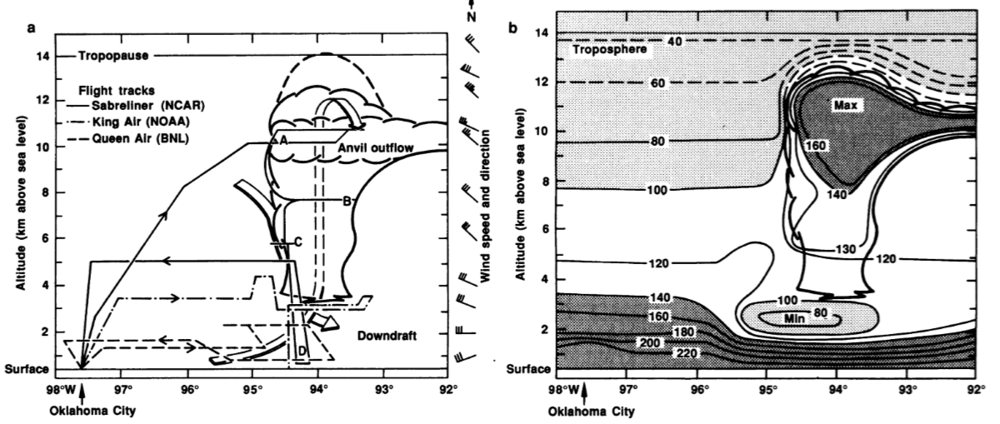 a
N
14
Tropopause
Flight tracks
Sabreliner (NCAR)
King Air (NOAA)
Queen Air (BNL)
12
10
8
6
4
2
Surface
A
Anvil outflow
B
C
D
Downdraft
Altitude (km above sea level)
Wind speed and direction
98°W
97°
96°
95°
94°
93°
92°
Oklahoma City
b
14
40
Troposphere
12
60
Max
10
80
160
8
100
140
6
130
120
120
4
140
100
160
Min
80
2
180
200
220
Surface
Altitude (km above sea level)
98°W
97°
96°
95°
94°
93°
92°
Oklahoma City